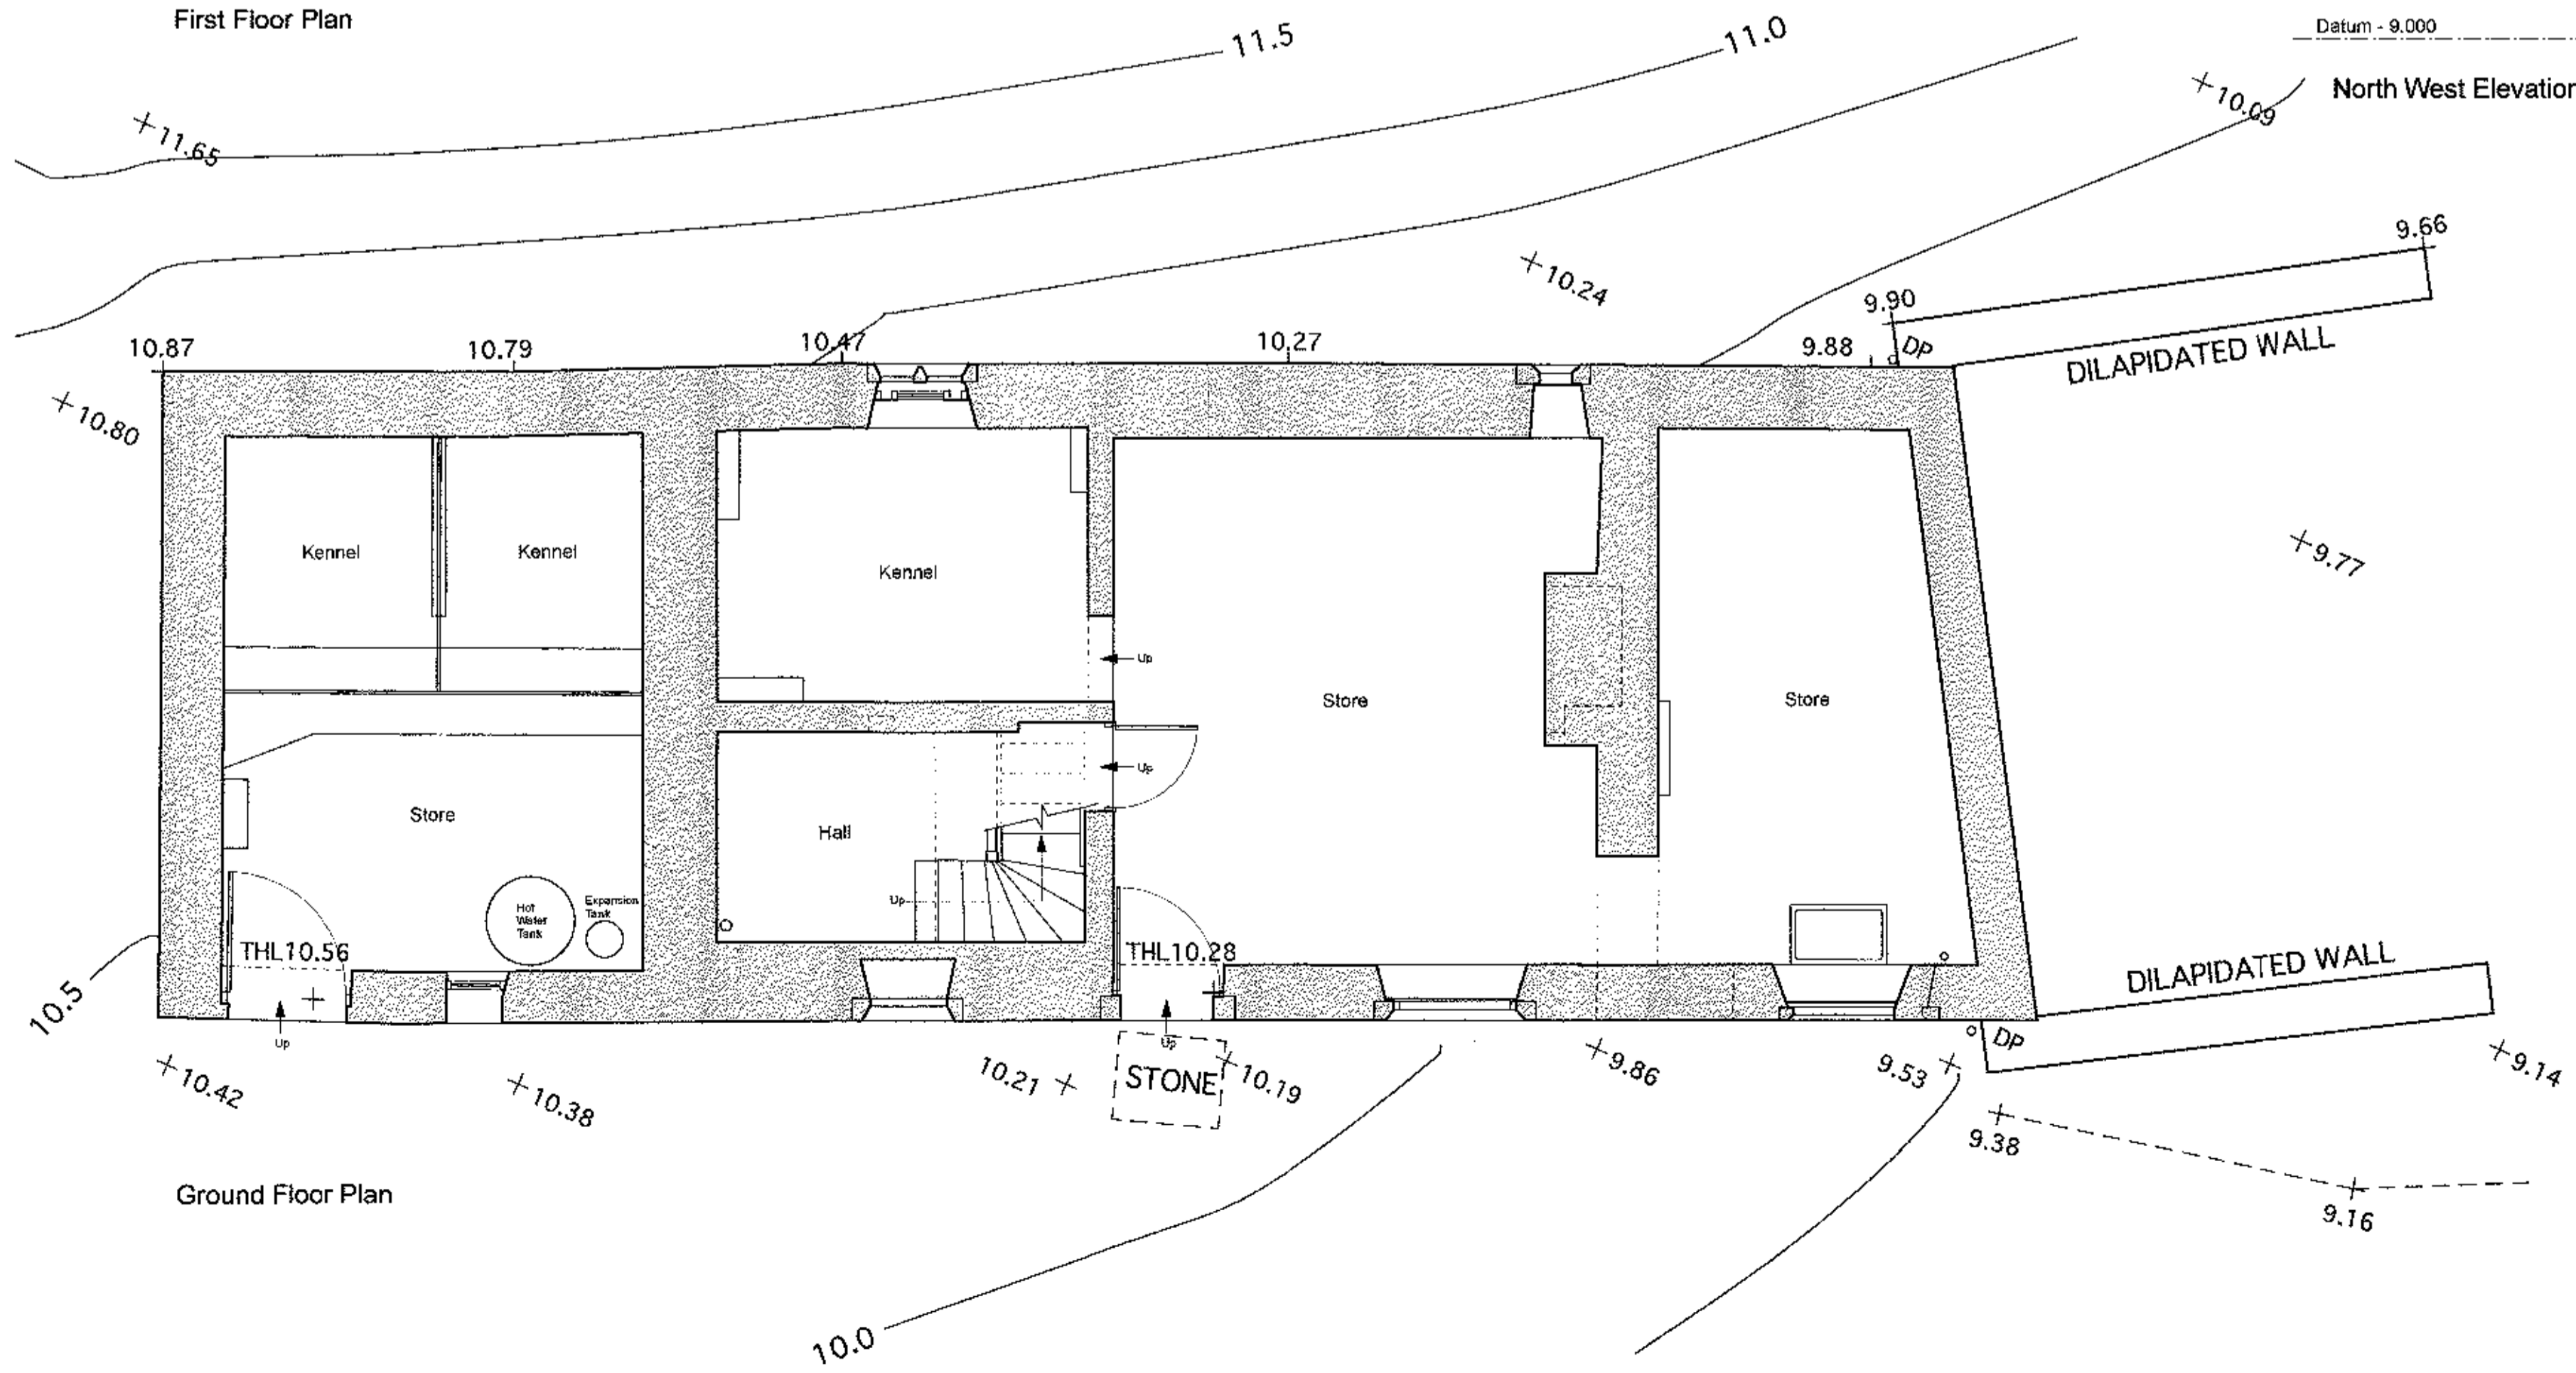 First Floor Plan
11.5
11.0
Datum - 9.000
North West Elevation
11.65
10.09
9.66
10.24
9.90
10.87
10.79
10.47
10.27
9.88
DP
DILAPIDATED WALL
10.80
Kennel
Kennel
Kennel
9.77
Up
Store
Store
Up
Store
Hall
Up
Hot
Water
Tank
Expansion
Tank
THL10.56
THL10.28
DILAPIDATED WALL
10.5
Up
Up
DP
10.42
10.38
10.21
STONE
10.19
9.86
9.53
9.14
9.38
Ground Floor Plan
9.16
10.0